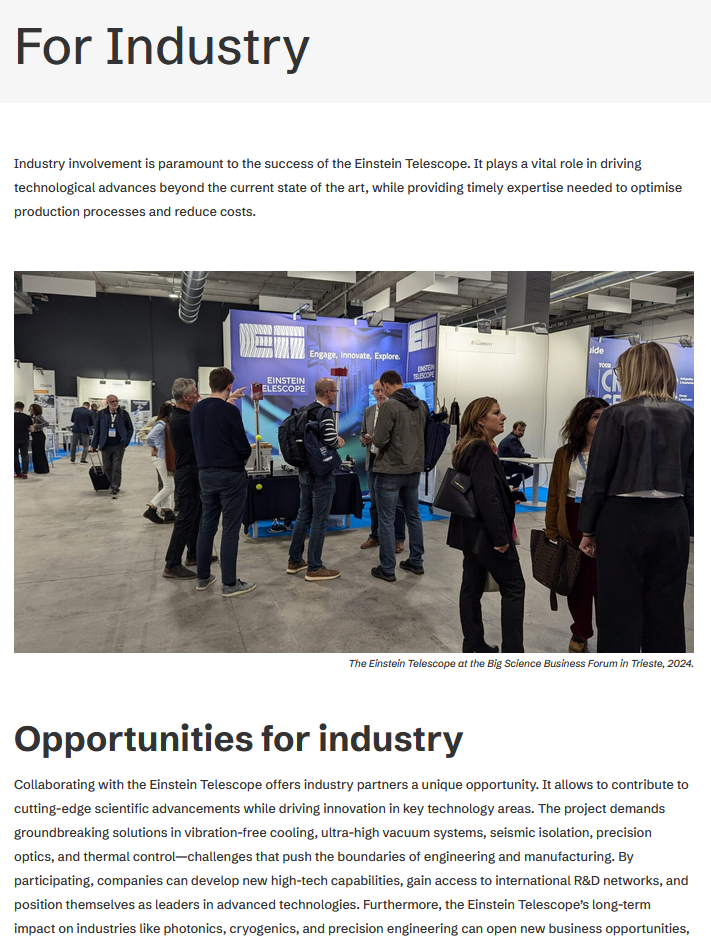 For Industry
Industry involvement is paramount to the success of the Einstein Telescope. It plays a vital role in driving
technological advances beyond the current state of the art, while providing timely expertise needed to optimise
production processes and reduce costs.
ET
Engage, Innovate, Explore.
EINSTEIN
TELESCOPE
EINSTEIN
TELESCOPE
The Einstein Telescope at the Big Science Business Forum in Trieste, 2024.
Opportunities for industry
Collaborating with the Einstein Telescope offers industry partners a unique opportunity. It allows to contribute to
cutting-edge scientific advancements while driving innovation in key technology areas. The project demands
groundbreaking solutions in vibration-free cooling, ultra-high vacuum systems, seismic isolation, precision
optics, and thermal control—challenges that push the boundaries of engineering and manufacturing. By
participating, companies can develop new high-tech capabilities, gain access to international R&D networks, and
position themselves as leaders in advanced technologies. Furthermore, the Einstein Telescope's long-term
impact on industries like photonics, cryogenics, and precision engineering can open new business opportunities,